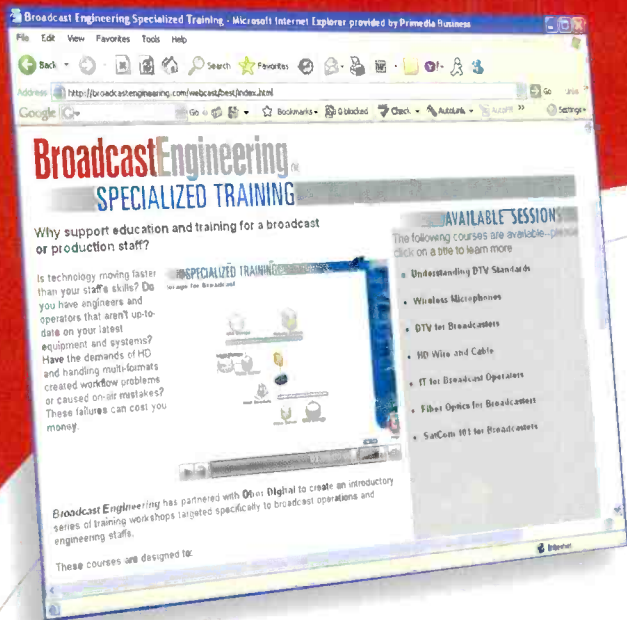 Broadcast Engineering Specialized Training - Microsoft Internet Explorer provided by Primedia Business
File Edit View Favorites Tools Help
Back Search Favorites
Address http://broadcastengineering.com/webcast/best/index.html Go
Google Go Bookmarks 0 blocked Check AutoLink AutoFill Settings
BroadcastEngineering
SPECIALIZED TRAINING
Why support education and training for a broadcast
or production staff?
Is technology moving faster
than your staff's skills? Do
you have engineers and
operators that aren't up-to-
date on your latest
equipment and systems?
Have the demands of HD
and handling multi-formats
created workflow problems
or caused on-air mistakes?
These failures can cost you
money.
SPECIALIZED TRAINING
Storage for Broadcast
AVAILABLE SESSIONS
The following courses are available...please
click on a title to learn more
Understanding DTV Standards
Wireless Microphones
DTV for Broadcasters
HD Wire and Cable
IT for Broadcast Operators
Fiber Optics for Broadcasters
SatCom 101 for Broadcasters
Broadcast Engineering has partnered with Ober Digital to create an introductory
series of training workshops targeted specifically to broadcast operations and
engineering staffs.
These courses are designed to:
Internet